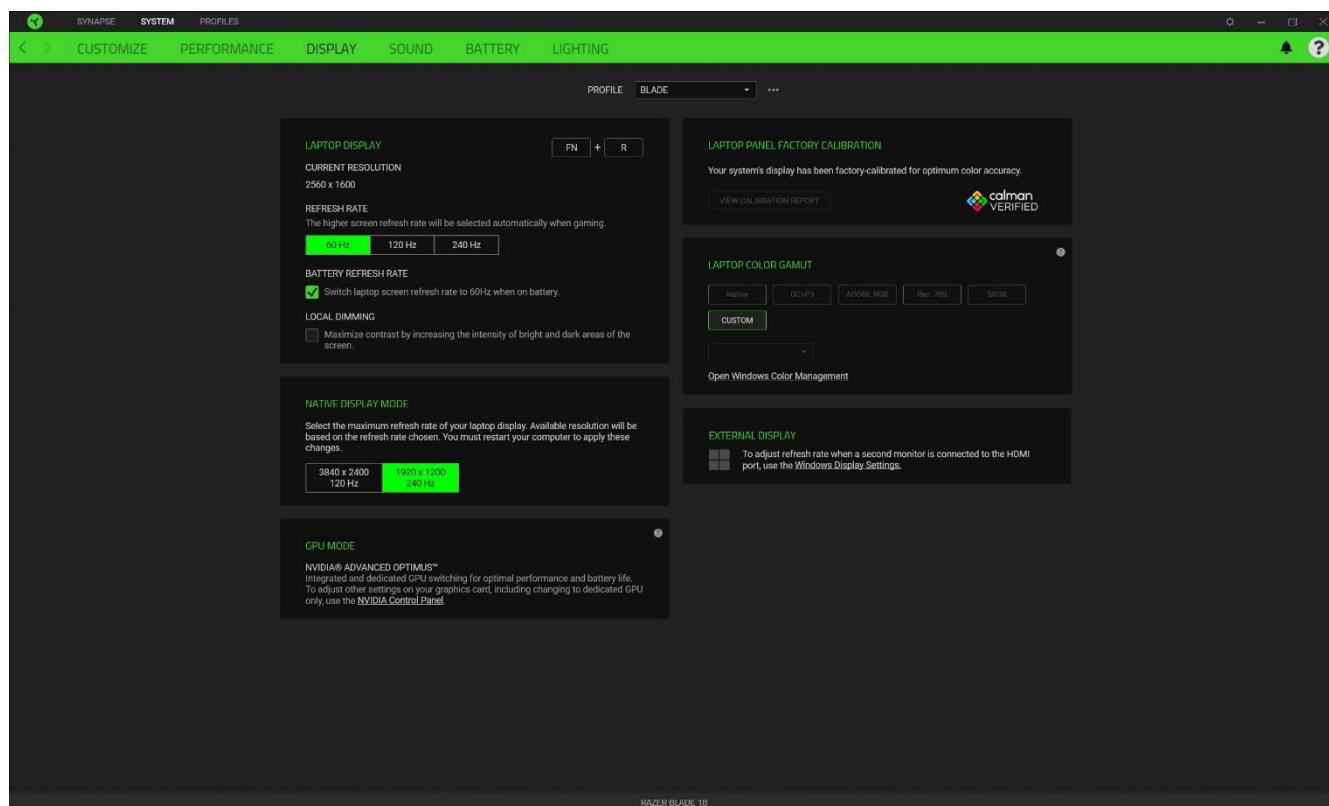 SYNAPSE SYSTEM PROFILES
CUSTOMIZE PERFORMANCE DISPLAY SOUND BATTERY LIGHTING
?
PROFILE BLADE
LAPTOP DISPLAY
FN + R
CURRENT RESOLUTION
2560 x 1600
REFRESH RATE
The higher screen refresh rate will be selected automatically when gaming.
60 Hz 120 Hz 240 Hz
BATTERY REFRESH RATE
Switch laptop screen refresh rate to 60Hz when on battery.
LOCAL DIMMING
Maximize contrast by increasing the intensity of bright and dark areas of the
screen.
NATIVE DISPLAY MODE
Select the maximum refresh rate of your laptop display. Available resolution will be
based on the refresh rate chosen. You must restart your computer to apply these
changes.
3840 x 2400 1920 x 1200
120 Hz 240 Hz
GPU MODE
NVIDIA® ADVANCED OPTIMUS™
Integrated and dedicated GPU switching for optimal performance and battery life.
To adjust other settings on your graphics card, including changing to dedicated GPU
only, use the NVIDIA Control Panel.
LAPTOP PANEL FACTORY CALIBRATION
Your system's display has been factory-calibrated for optimum color accuracy.
VIEW CALIBRATION REPORT
calman
VERIFIED
LAPTOP COLOR GAMUT
Native DCI-P3 ADOBE RGB Rec. 709 SRGB
CUSTOM
Open Windows Color Management
EXTERNAL DISPLAY
To adjust refresh rate when a second monitor is connected to the HDMI
port, use the Windows Display Settings.
RAZER BLADE 18